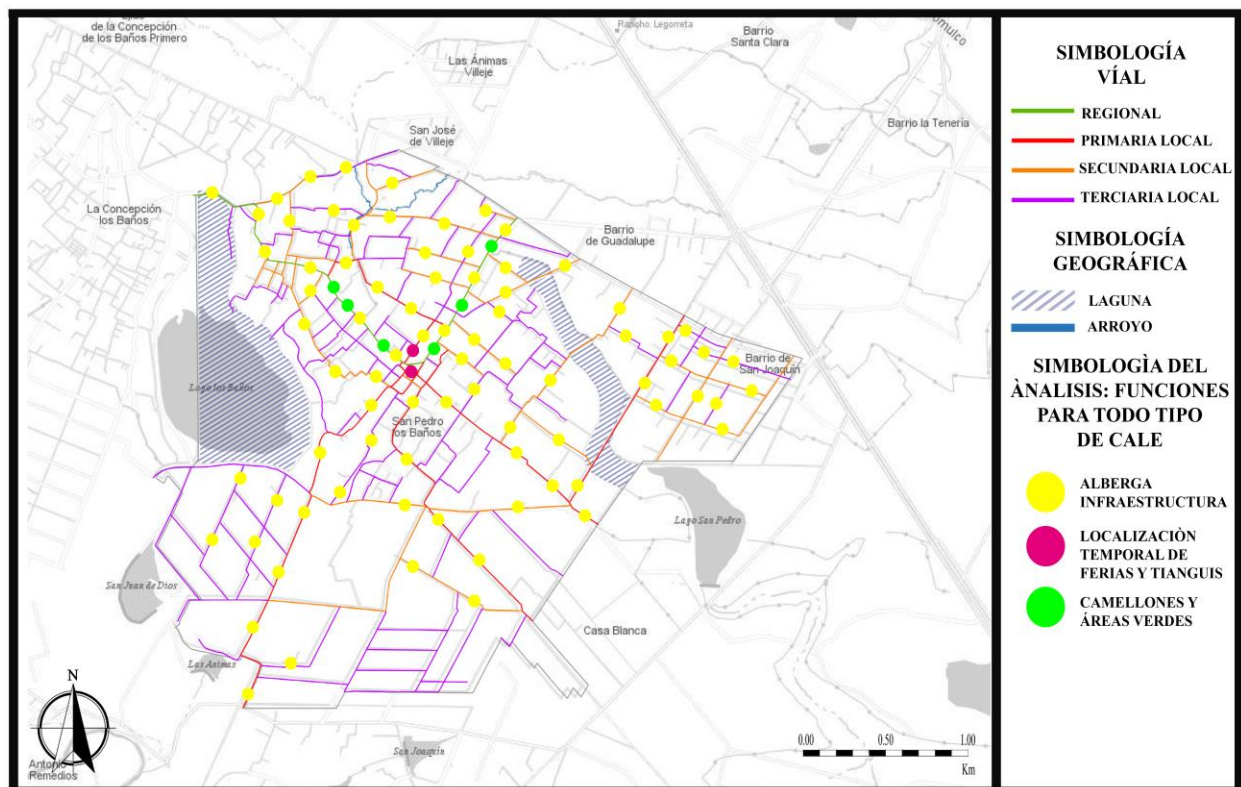 de la Concepción
de los Baños Primero
Rancho Legorreta
Barrio
Santa Clara
Las Ánimas
Villeje
San José
de Villeje
Barrio la Tenería
La Concepción
los Baños
Barrio
de Guadalupe
Barrio de
San Joaquin
Lago los Baños
San Pedro
los Baños
Lago San Pedro
San Juan de Dios
Casa Blanca
Las Animas
N
San Joaquin
Antonio
Remedios
0.00 0.50 1.00
Km
SIMBOLOGÍA
VÍAL
REGIONAL
PRIMARIA LOCAL
SECUNDARIA LOCAL
TERCIARIA LOCAL
SIMBOLOGÍA
GEOGRÁFICA
LAGUNA
ARROYO
SIMBOLOGÌA DEL
ÀNALISIS: FUNCIONES
PARA TODO TIPO
DE CALE
ALBERGA
INFRAESTRUCTURA
LOCALIZACIÒN
TEMPORAL DE
FERIAS Y TIANGUIS
CAMELLONES Y
ÁREAS VERDES